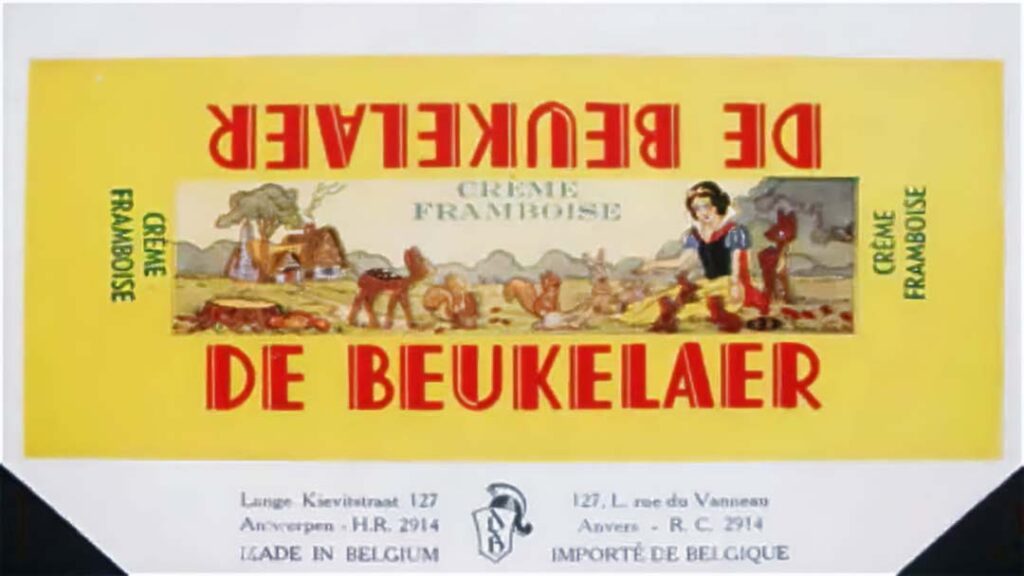 DE BEUKELAER
CRÈME
FRAMBOISE
CRÈME
FRAMBOISE
CRÈME
FRAMBOISE
DE BEUKELAER
Lange Kievitstraat 127
Antwerpen - H.R. 2914
MADE IN BELGIUM
DB
127, L. rue du Vanneau
Anvers - R.C. 2914
IMPORTÉ DE BELGIQUE